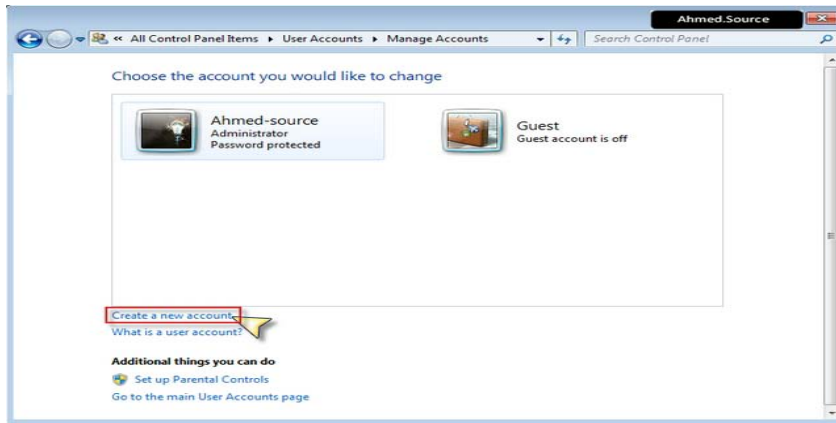 Ahmed.Source
« All Control Panel Items ▸ User Accounts ▸ Manage Accounts
Search Control Panel
Choose the account you would like to change
Ahmed-source
Administrator
Password protected
Guest
Guest account is off
Create a new account
What is a user account?
Additional things you can do
Set up Parental Controls
Go to the main User Accounts page